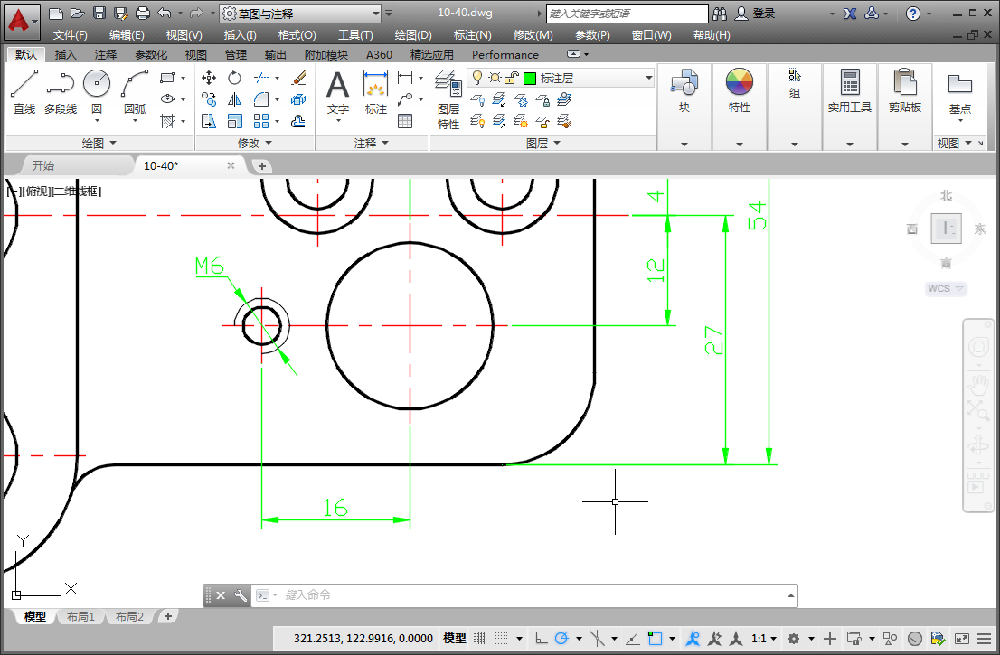 草图与注释 10-40.dwg 键入关键字或短语 登录
文件(F) 编辑(E) 视图(V) 插入(I) 格式(O) 工具(T) 绘图(D) 标注(N) 修改(M) 参数(P) 窗口(W) 帮助(H)
默认 插入 注释 参数化 视图 管理 输出 附加模块 A360 精选应用 Performance
标注层
直线 多段线 圆 圆弧 文字 标注 图层特性 块 特性 组 实用工具 剪贴板 基点
绘图 修改 注释 图层 视图
开始 10-40*
[-][俯视][二维线框]
北
西 上 东
南
WCS
4
54
12
M6
27
16
Y
X
键入命令
模型 布局1 布局2
321.2513, 122.9916, 0.0000 模型 1:1